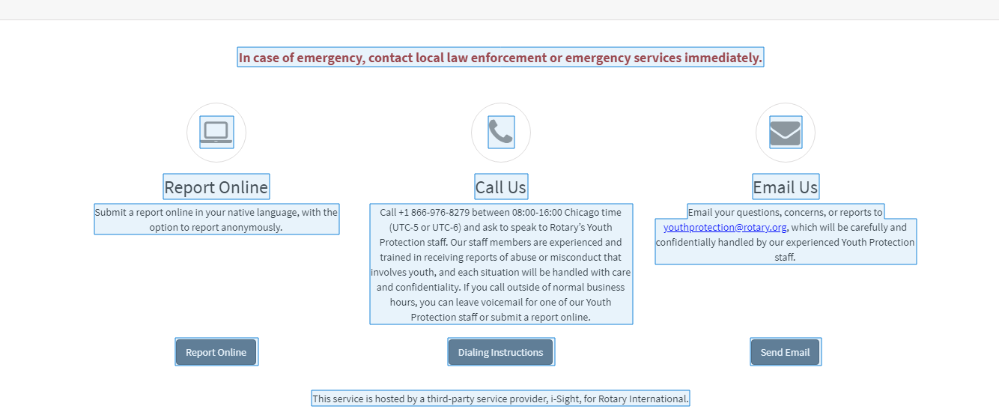 In case of emergency, contact local law enforcement or emergency services immediately.
Report Online
Submit a report online in your native language, with the
option to report anonymously.
Report Online
Call Us
Call +1 866-976-8279 between 08:00-16:00 Chicago time
(UTC-5 or UTC-6) and ask to speak to Rotary’s Youth
Protection staff. Our staff members are experienced and
trained in receiving reports of abuse or misconduct that
involves youth, and each situation will be handled with care
and confidentiality. If you call outside of normal business
hours, you can leave voicemail for one of our Youth
Protection staff or submit a report online.
Dialing Instructions
Email Us
Email your questions, concerns, or reports to
youthprotection@rotary.org, which will be carefully and
confidentially handled by our experienced Youth Protection
staff.
Send Email
This service is hosted by a third-party service provider, i-Sight, for Rotary International.